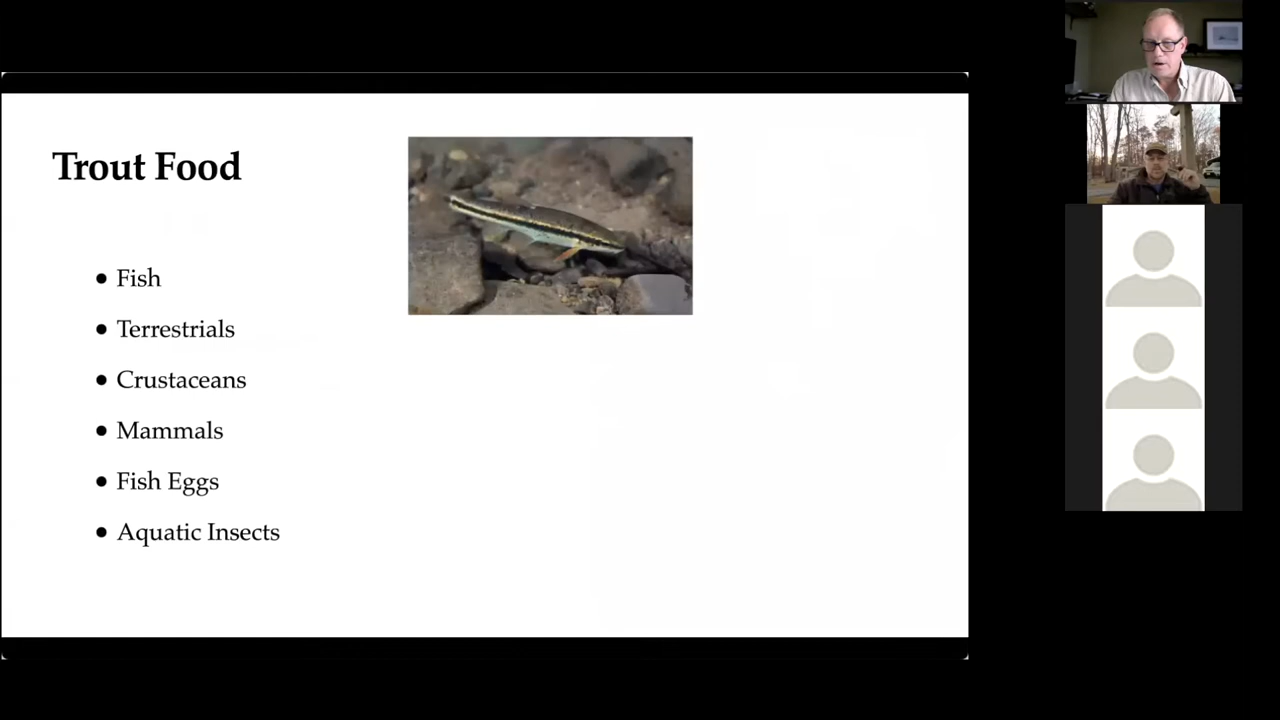 Trout Food
• Fish
• Terrestrials
• Crustaceans
• Mammals
• Fish Eggs
• Aquatic Insects